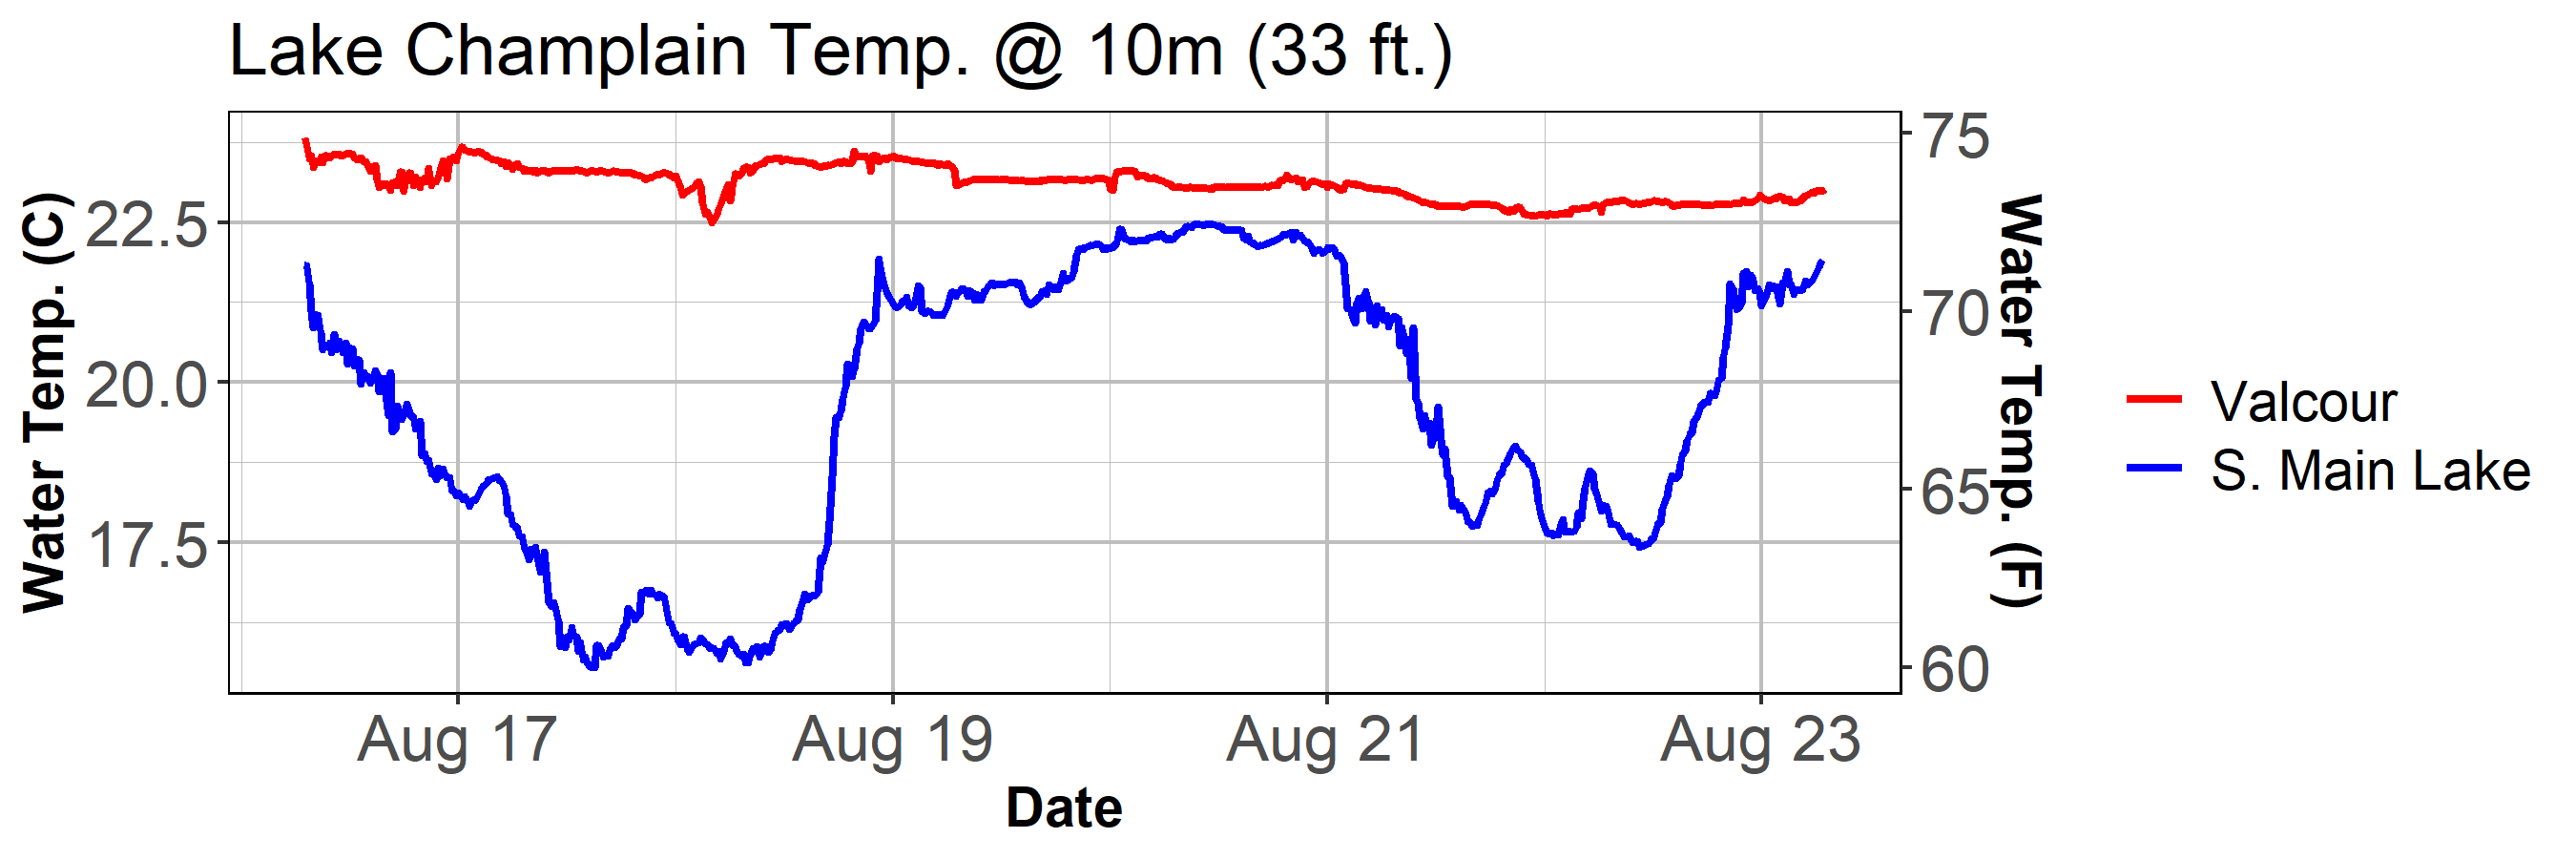 Lake Champlain Temp. @ 10m (33 ft.)
Water Temp. (C)
22.5
20.0
17.5
75
70
65
60
Water Temp. (F)
Aug 17
Aug 19
Aug 21
Aug 23
Date
Valcour
S. Main Lake